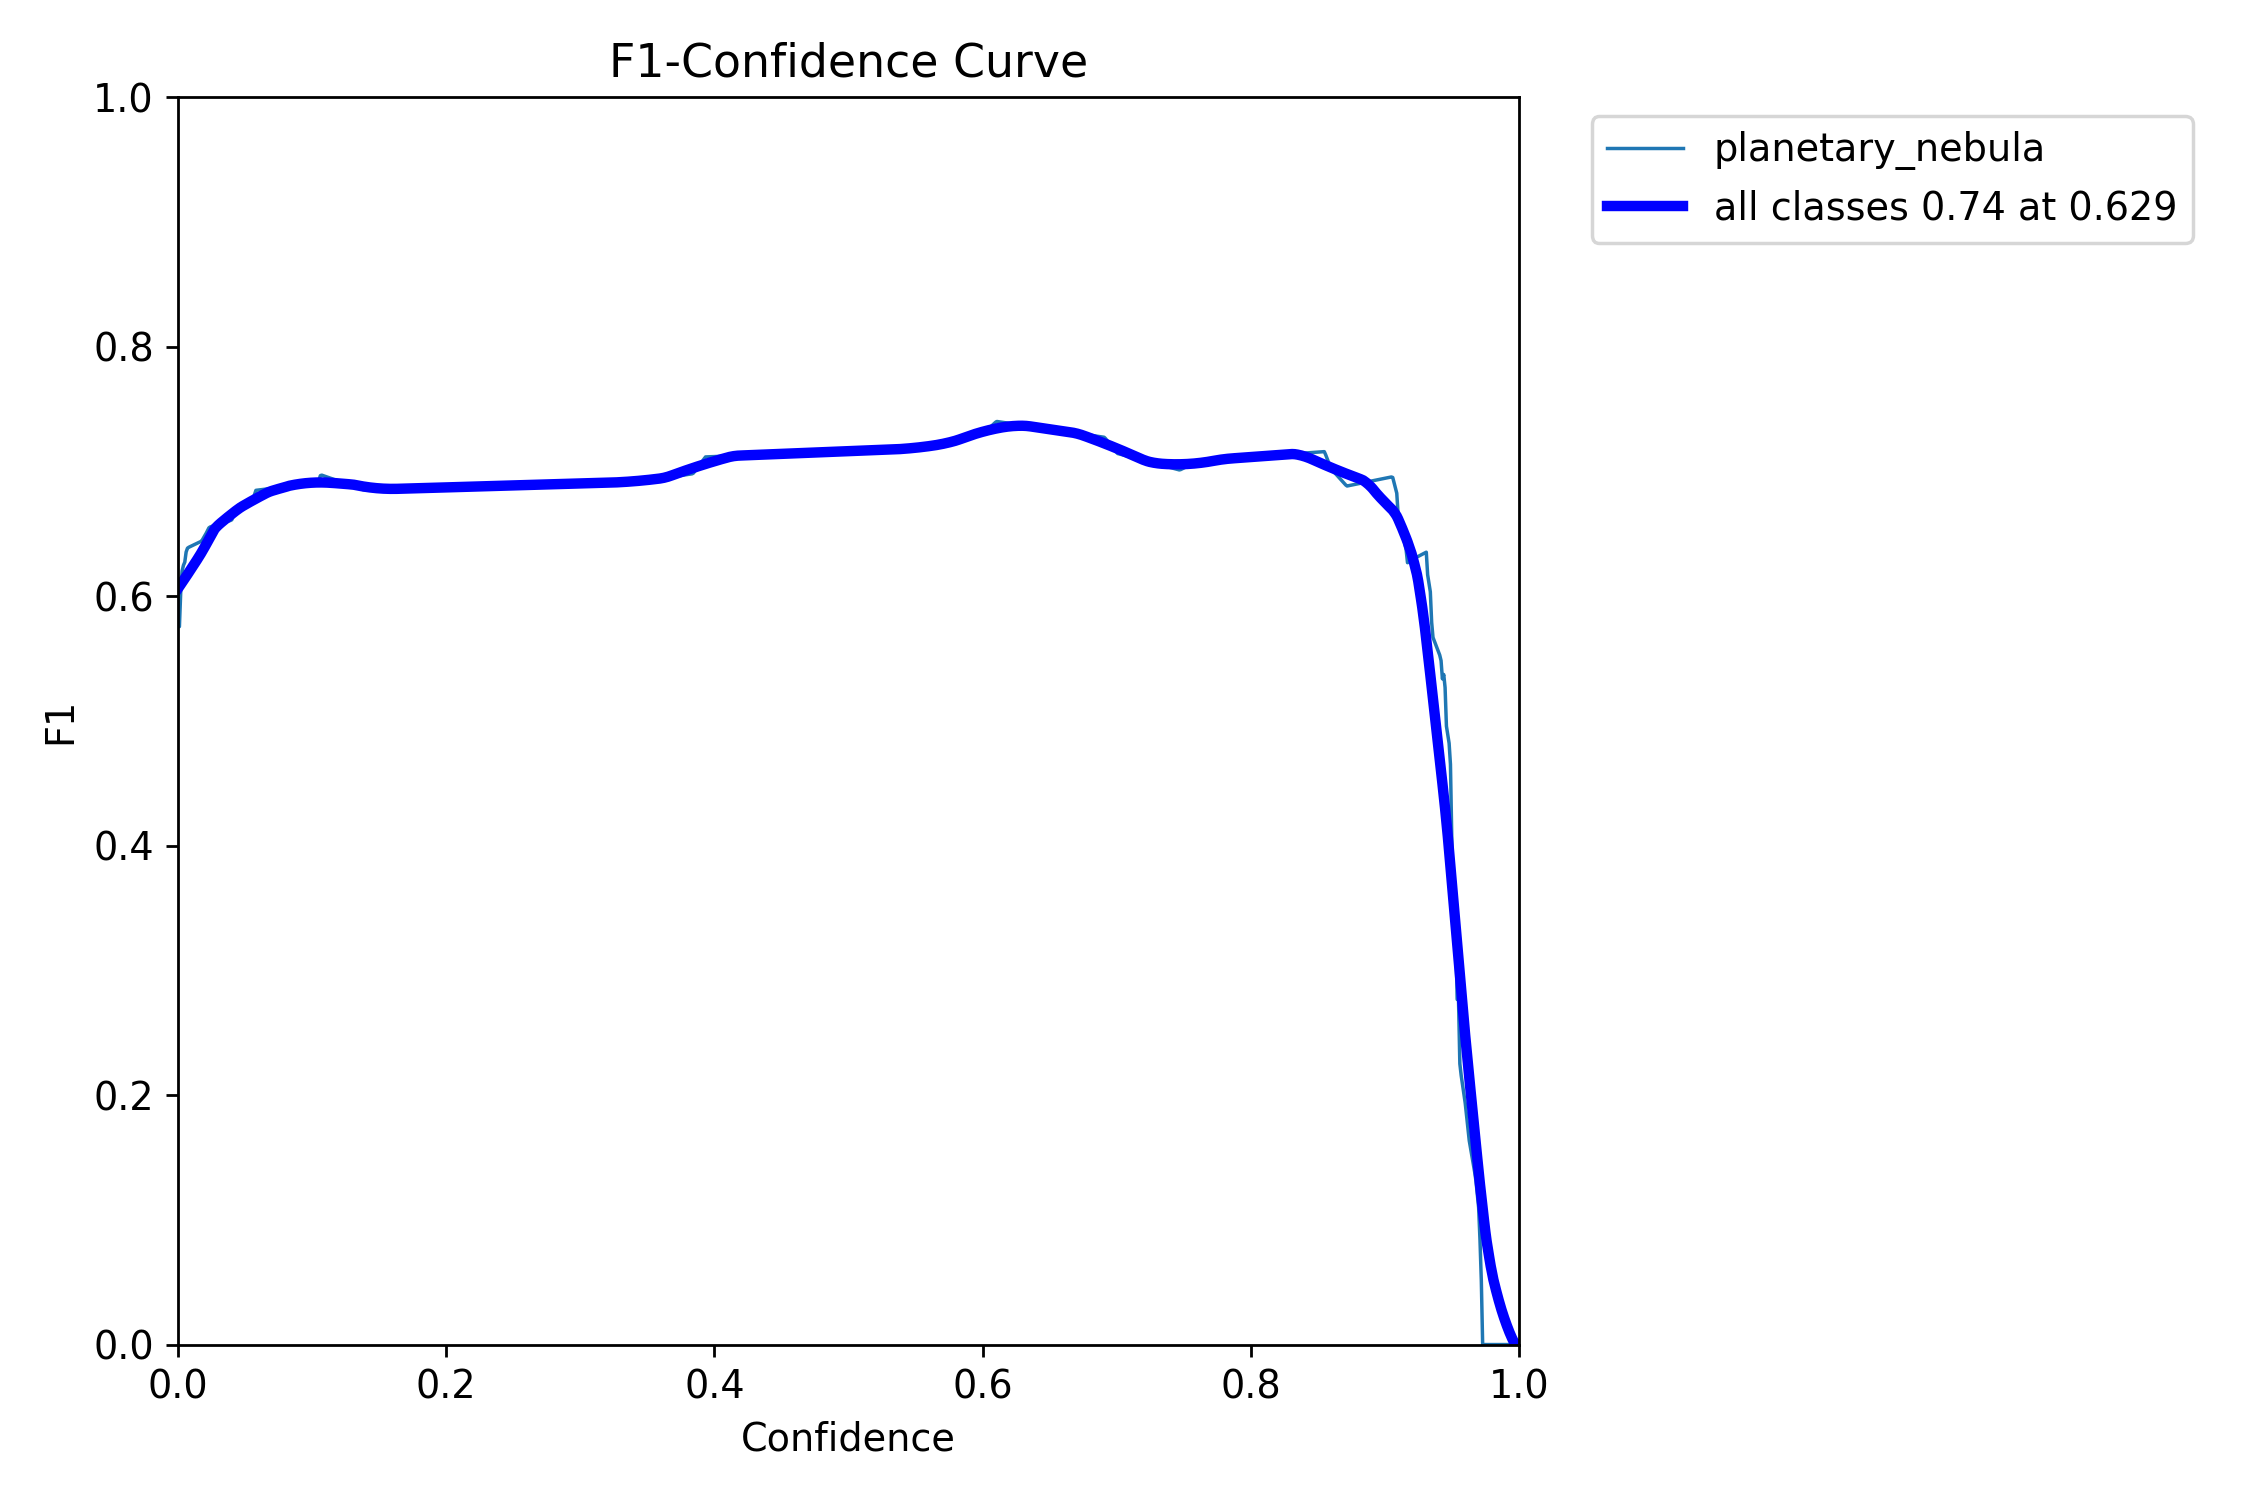 F1-Confidence Curve
1.0
0.8
0.6
0.4
0.2
0.0
F1
0.0 0.2 0.4 0.6 0.8 1.0
Confidence
planetary_nebula
all classes 0.74 at 0.629